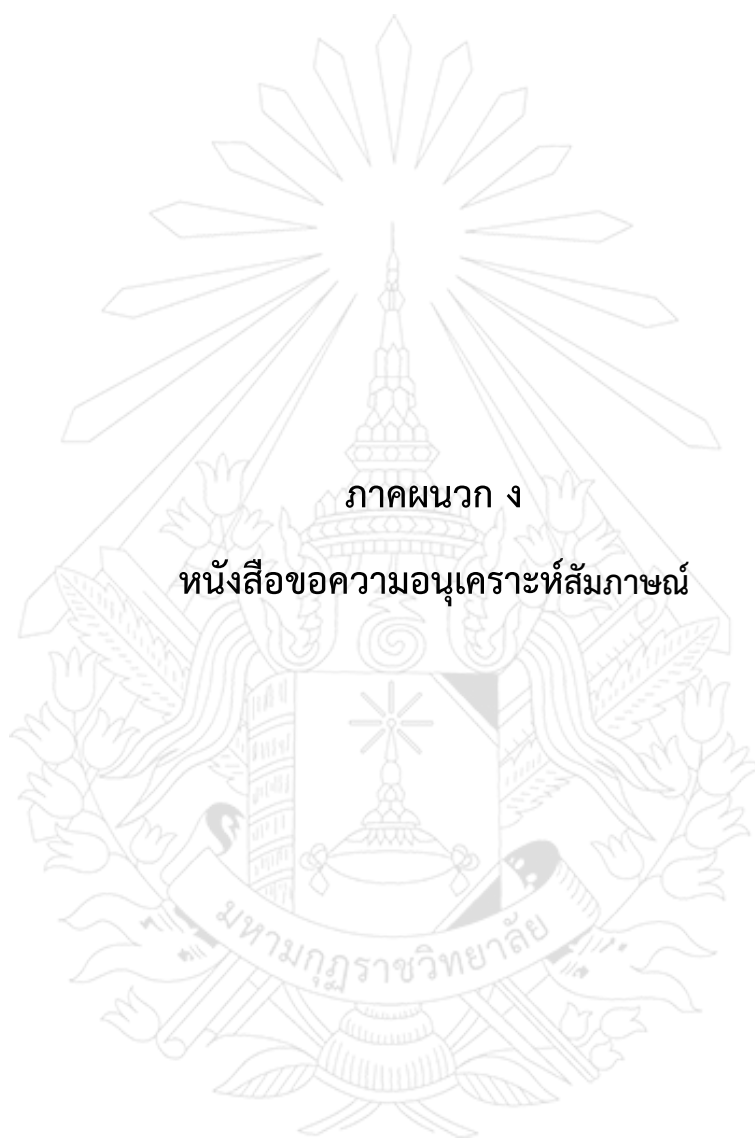 ภาคผนวก ง
หนังสือขอความอนุเคราะห์สัมภาษณ์
มหามกุฏราชวิทยาลัย